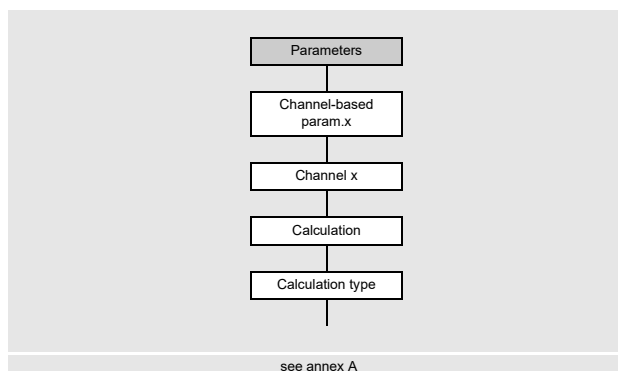 Parameters
Channel-based
param.x
Channel x
Calculation
Calculation type
see annex A